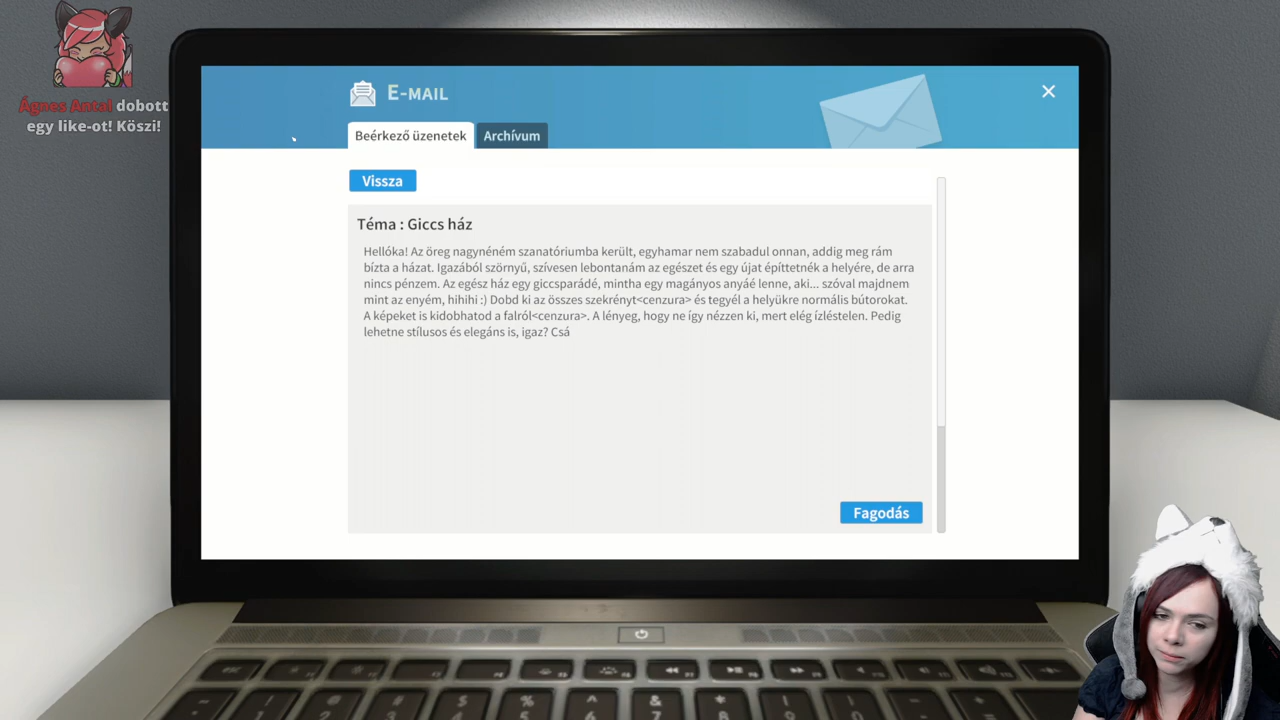 Ágnes Antal dobott
egy like-ot! Köszi!
E-MAIL
Beérkező üzenetek
Archívum
Vissza
Téma : Giccs ház
Hellóka! Az öreg nagynéném szanatóriumba került, egyhamar nem szabadul onnan, addig meg rám
bízta a házat. Igazából szörnyű, szívesen lebontanám az egészet és egy újat építtetnék a helyére, de arra
nincs pénzem. Az egész ház egy giccsparádé, mintha egy magányos anyáé lenne, aki... szóval majdnem
mint az enyém, hihihi :) Dobd ki az összes szekrényt<cenzura> és tegyél a helyükre normális bútorokat.
A képeket is kidobhatod a falról<cenzura>. A lényeg, hogy ne így nézzen ki, mert elég ízléstelen. Pedig
lehetne stílusos és elegáns is, igaz? Csá
Fagodás